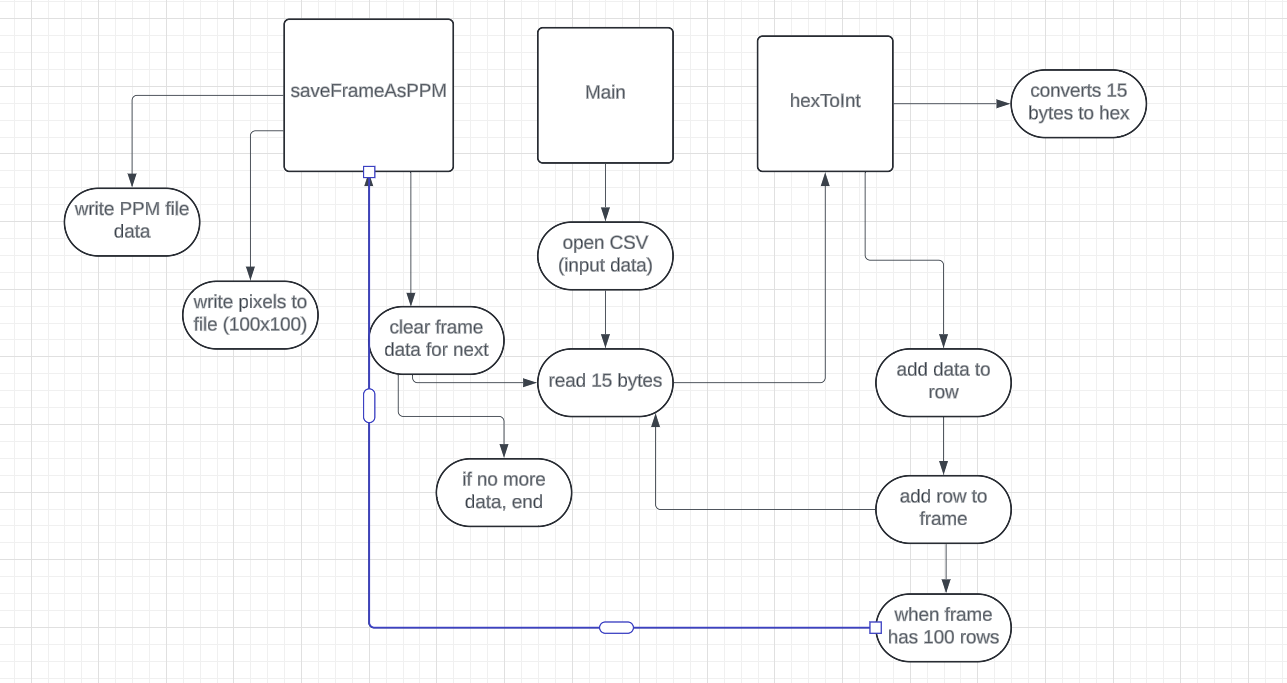 saveFrameAsPPM
Main
hexToInt
converts 15
bytes to hex
write PPM file
data
open CSV
(input data)
write pixels to
file (100x100)
clear frame
data for next
read 15 bytes
add data to
row
if no more
data, end
add row to
frame
when frame
has 100 rows